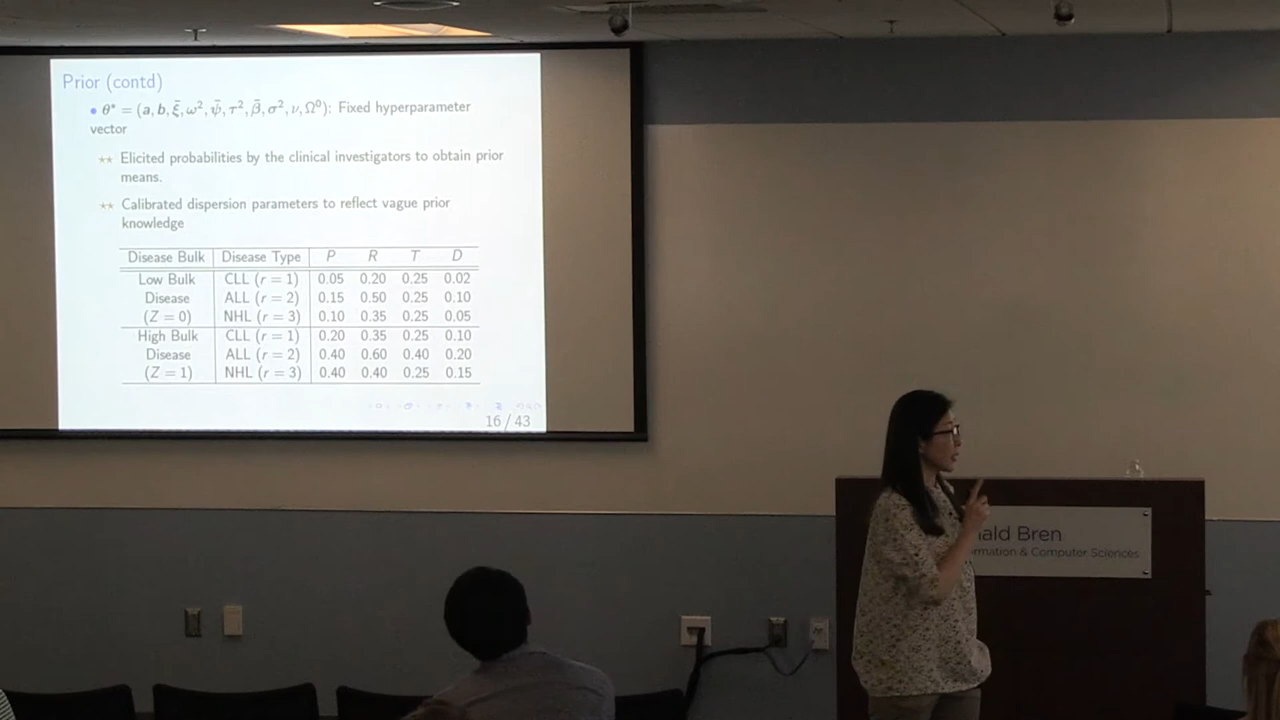 Prior (contd)
• θ* = (a, b, ξ̄, ω², ψ̄, τ², β̄, σ², ν, Ω⁰): Fixed hyperparameter
vector
⋆⋆ Elicited probabilities by the clinical investigators to obtain prior
means.
⋆⋆ Calibrated dispersion parameters to reflect vague prior
knowledge
Disease Bulk Disease Type P R T D
Low Bulk CLL (r = 1) 0.05 0.20 0.25 0.02
Disease ALL (r = 2) 0.15 0.50 0.25 0.10
(Z = 0) NHL (r = 3) 0.10 0.35 0.25 0.05
High Bulk CLL (r = 1) 0.20 0.35 0.25 0.10
Disease ALL (r = 2) 0.40 0.60 0.40 0.20
(Z = 1) NHL (r = 3) 0.40 0.40 0.25 0.15
16 / 43
ald Bren
rmation & Computer Sciences